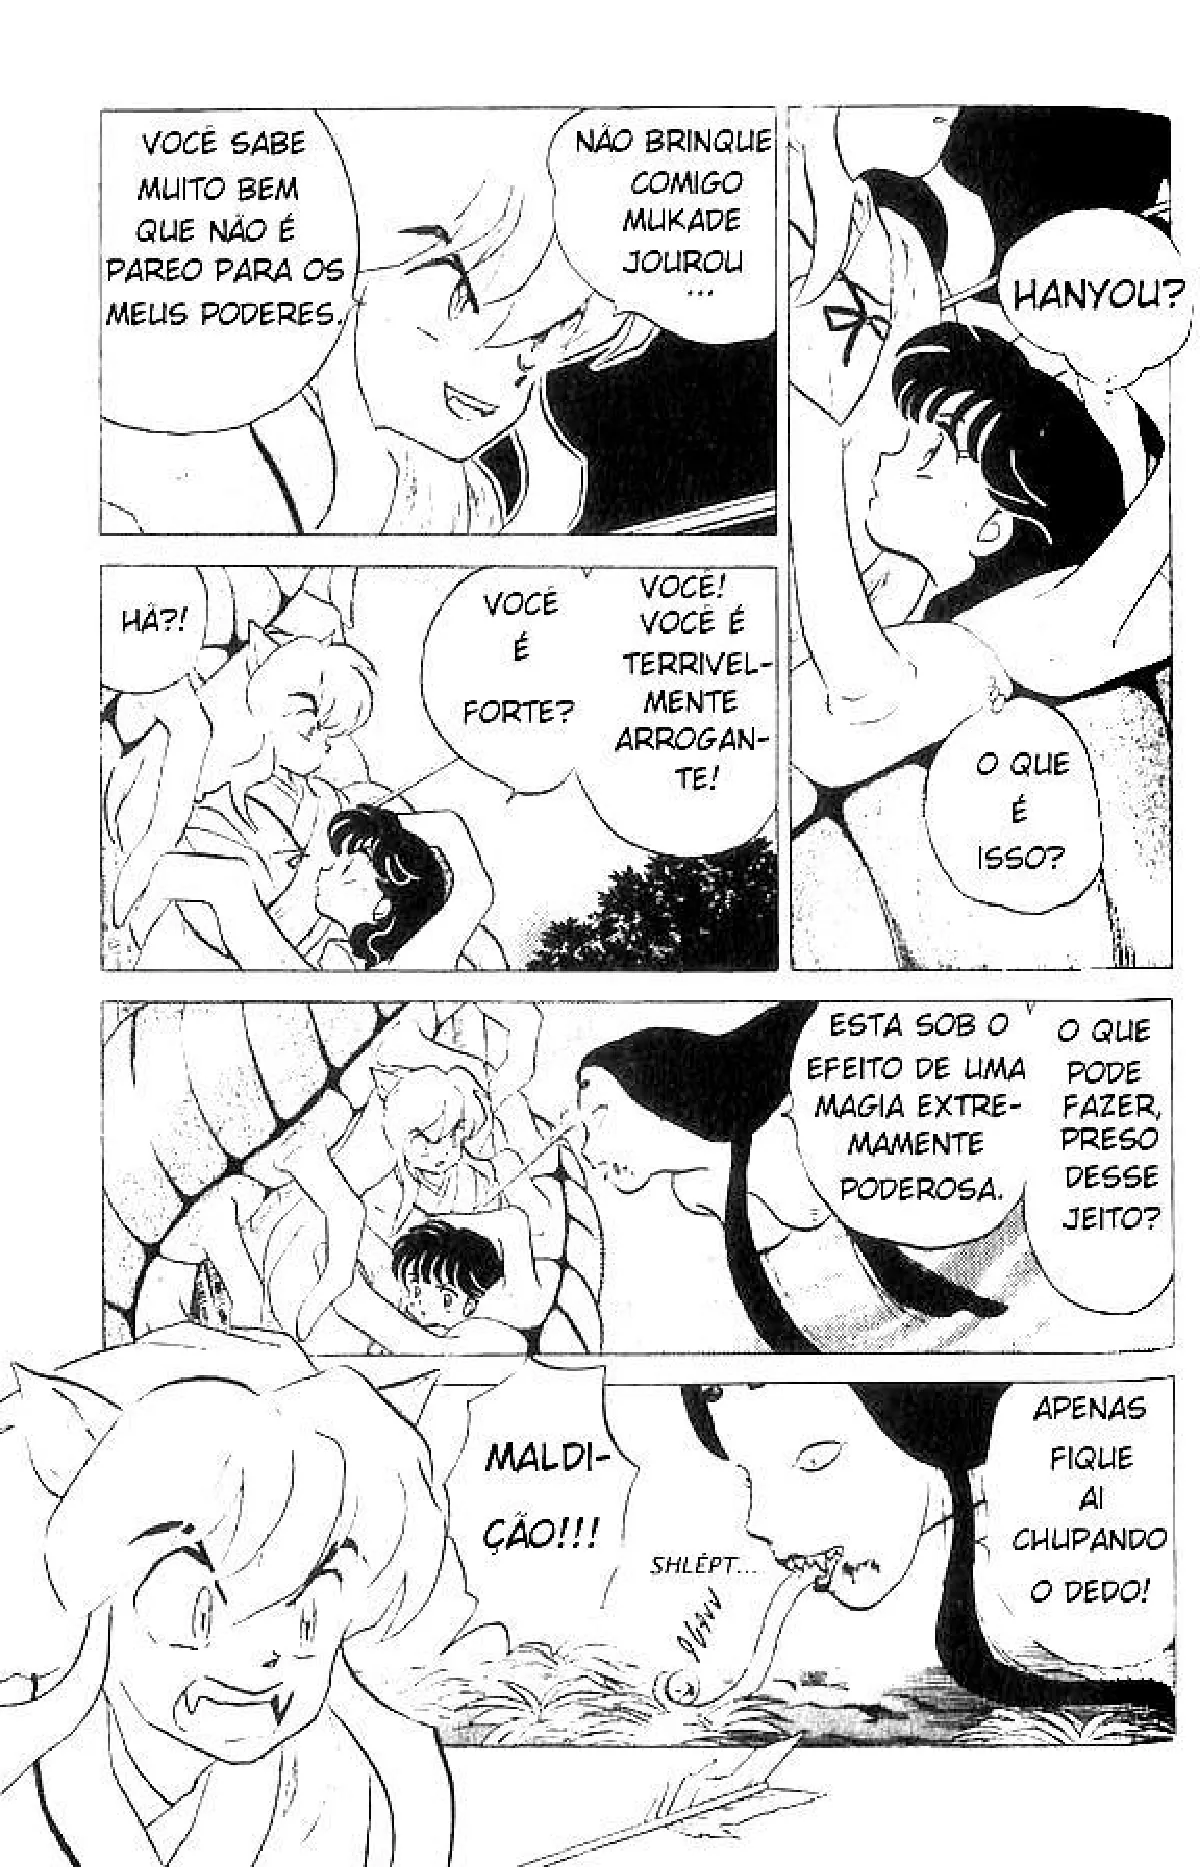 HANYOU?
O QUE
É
ISSO?
NÃO BRINQUE
COMIGO
MUKADE
JOUROU
...
VOCÊ SABE
MUITO BEM
QUE NÃO É
PAREO PARA OS
MEUS PODERES.
VOCÊ!
VOCÊ É
TERRIVEL-
MENTE
ARROGAN-
TE!
VOCÊ
É
FORTE?
HÃ?!
O QUE
PODE
FAZER,
PRESO
DESSE
JEITO?
ESTA SOB O
EFEITO DE UMA
MAGIA EXTRE-
MAMENTE
PODEROSA.
APENAS
FIQUE
AI
CHUPANDO
O DEDO!
SHLÉPT...
MALDI-
ÇÃO!!!